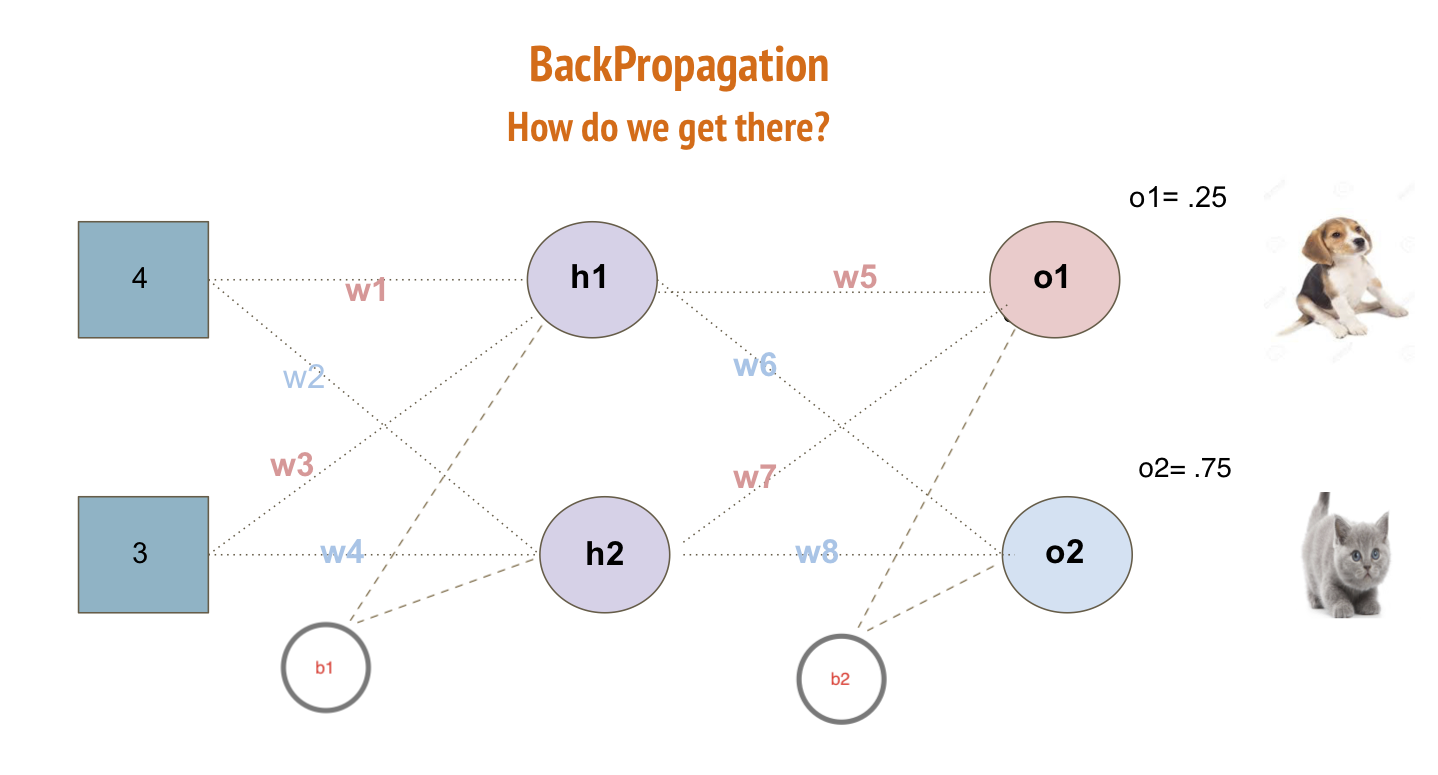 BackPropagation
How do we get there?
o1= .25
4
w1
h1
w5
o1
w2
w6
w3
w7
o2= .75
3
w4
h2
w8
o2
b1
b2